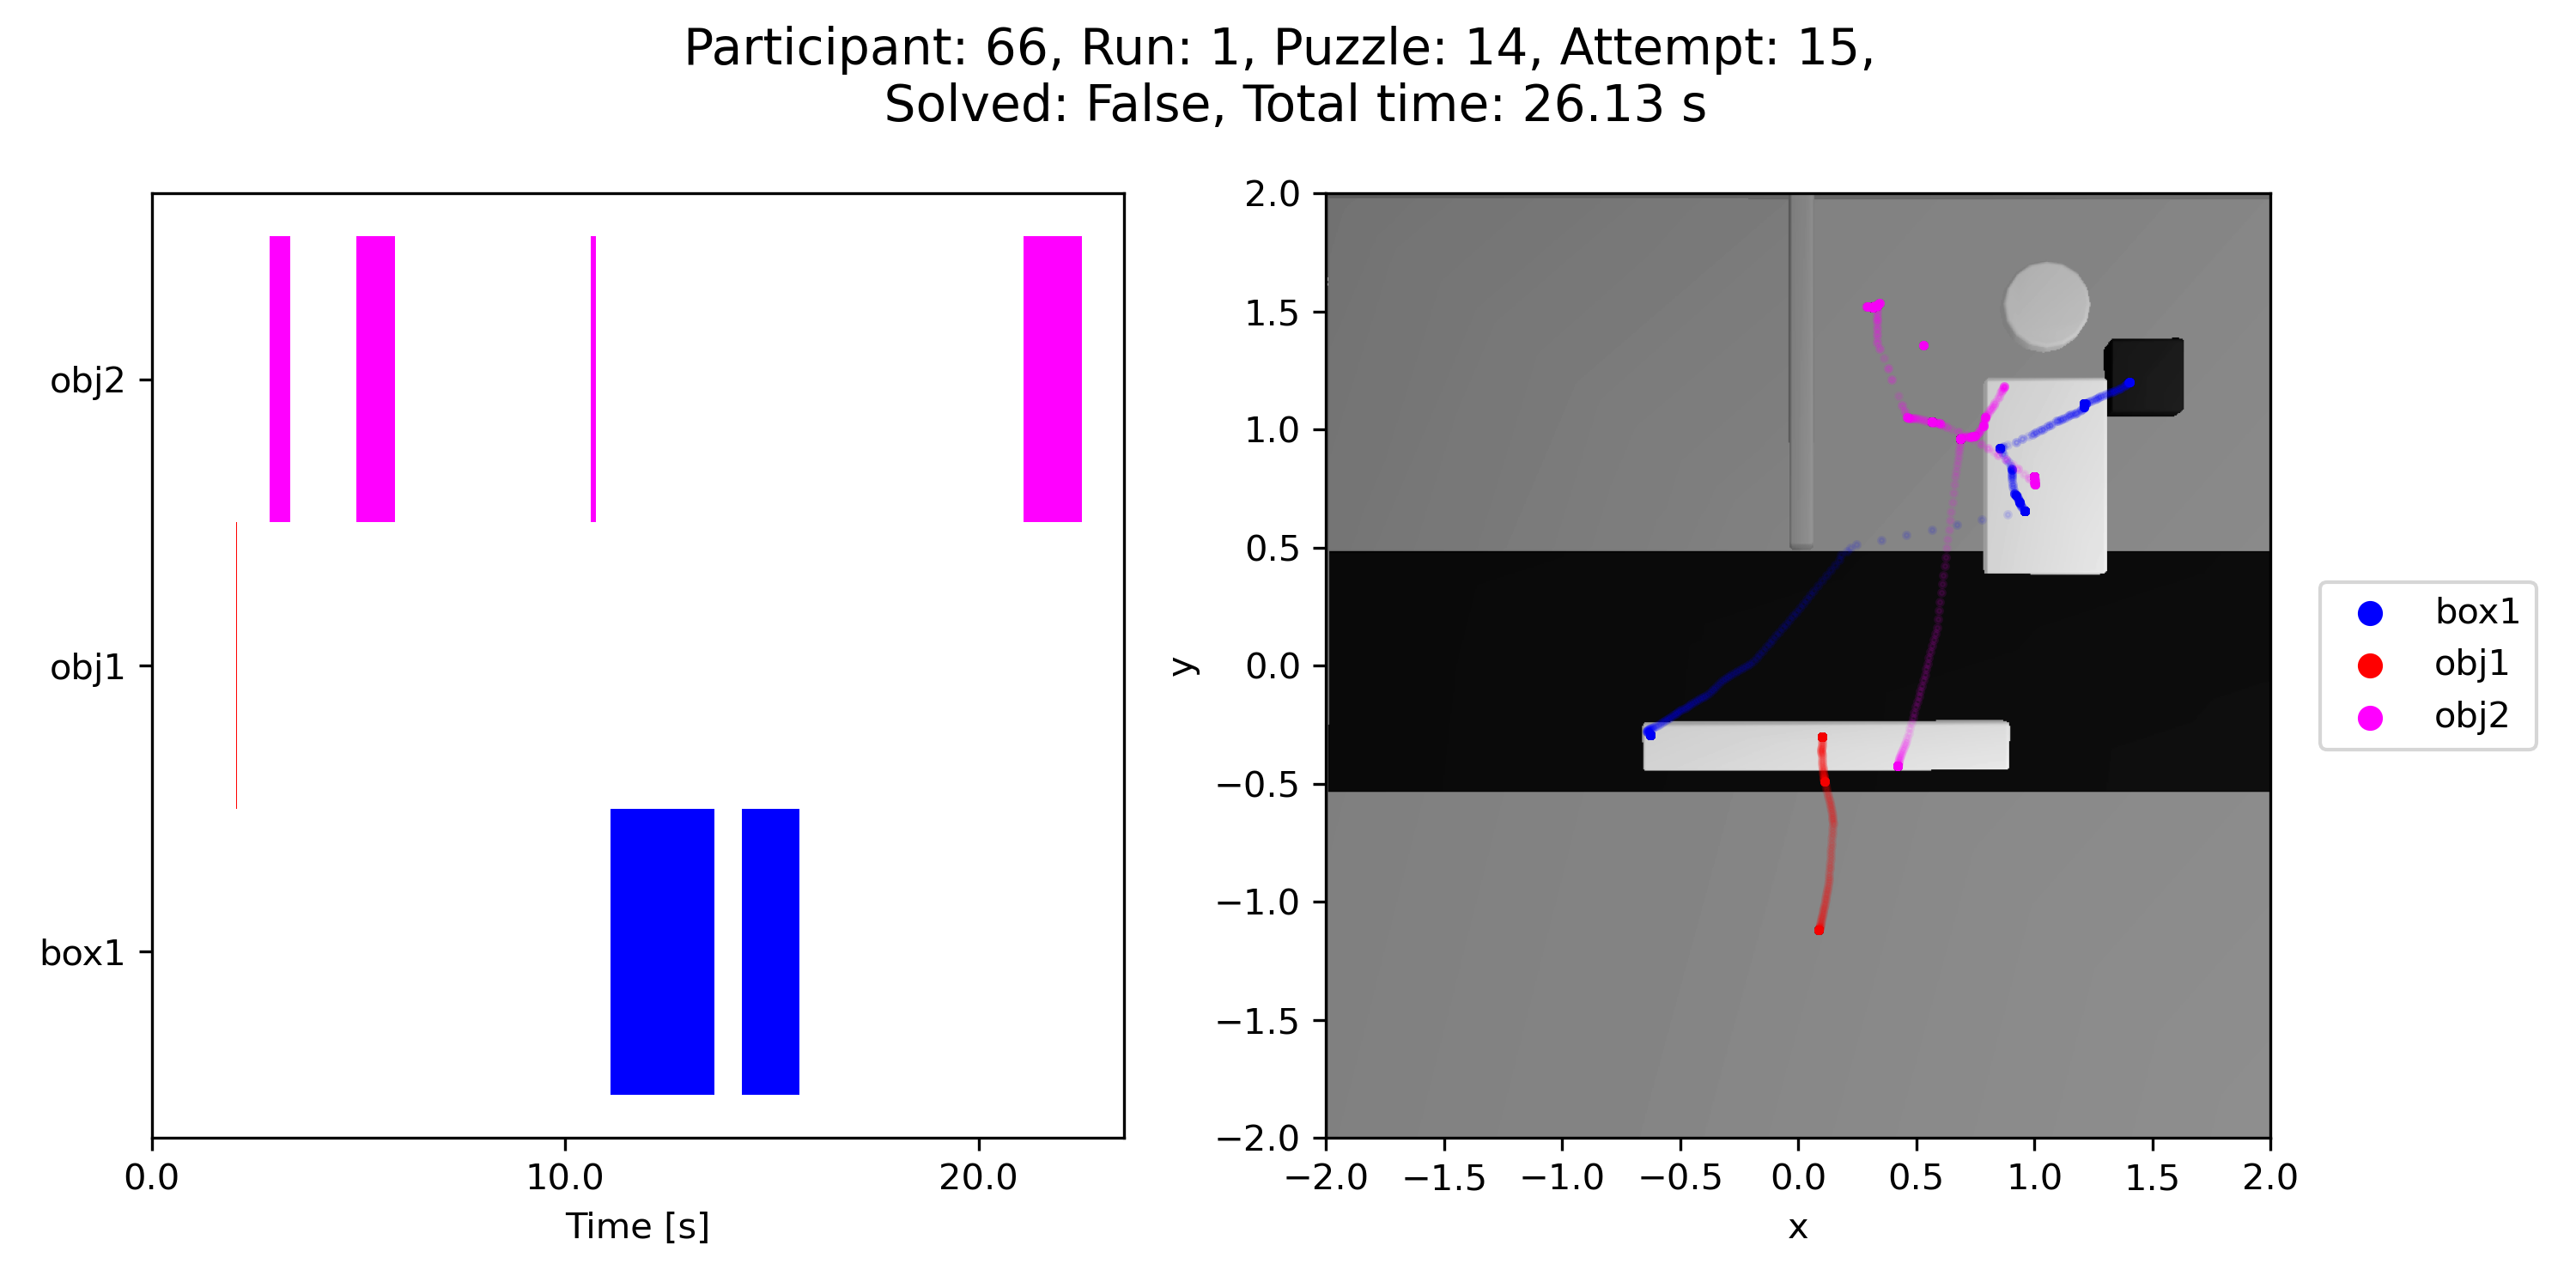 Participant: 66, Run: 1, Puzzle: 14, Attempt: 15,
Solved: False, Total time: 26.13 s
obj2
obj1
box1
0.0 10.0 20.0
Time [s]
2.0
1.5
1.0
0.5
0.0
−0.5
−1.0
−1.5
−2.0
y
−2.0 −1.5 −1.0 −0.5 0.0 0.5 1.0 1.5 2.0
x
box1
obj1
obj2